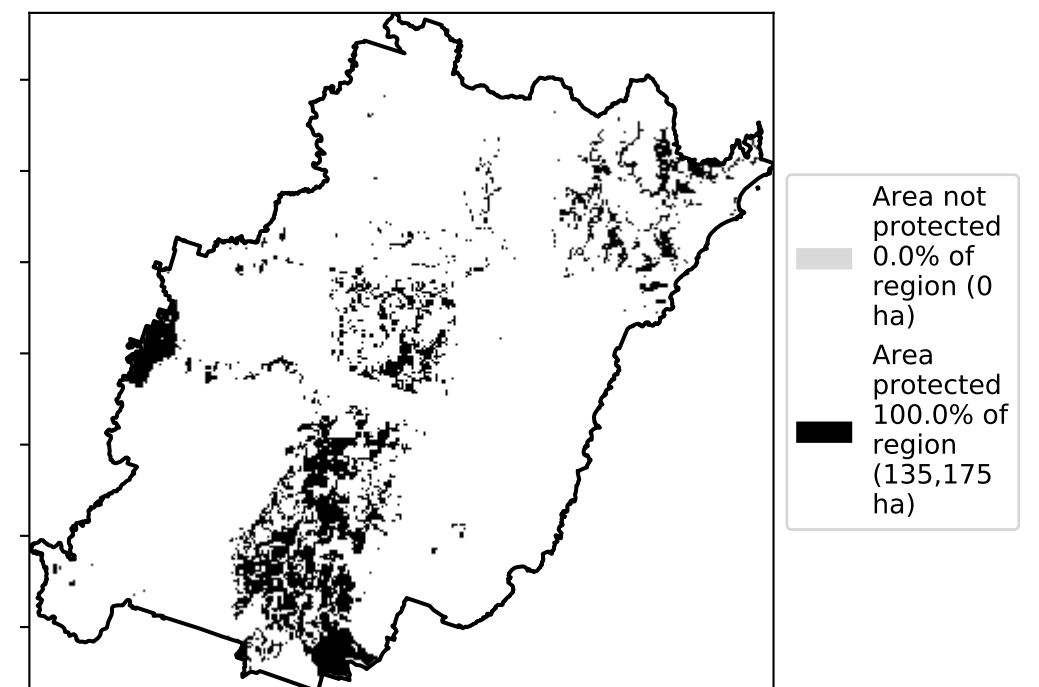 Area not
protected
0.0% of
region (0
ha)
Area
protected
100.0% of
region
(135,175
ha)